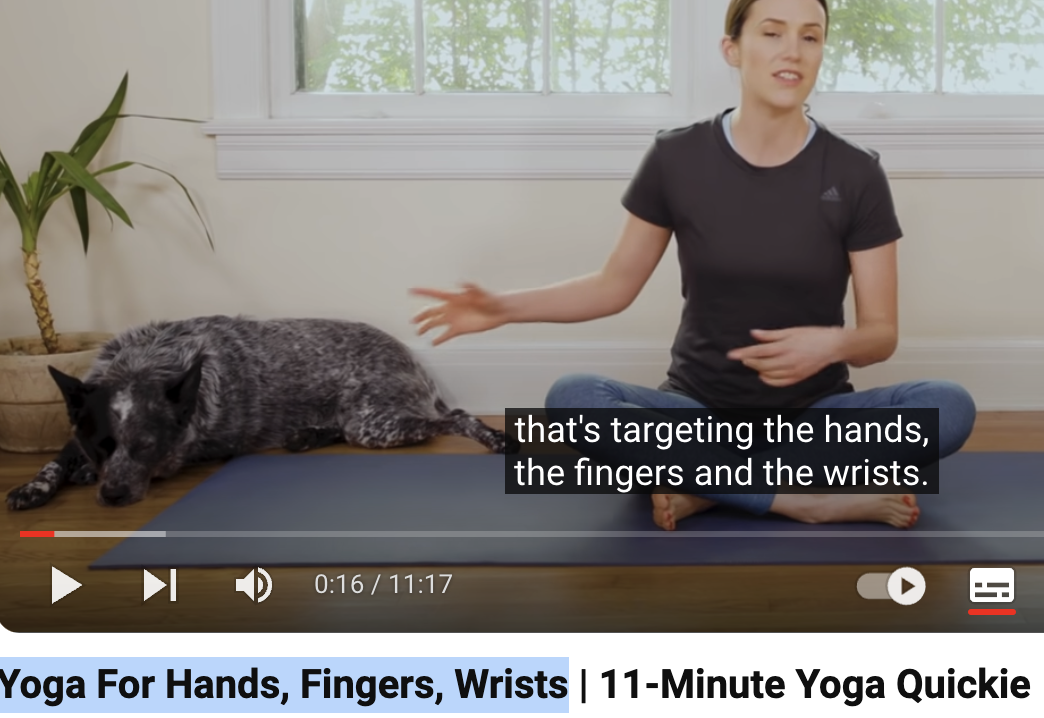 that's targeting the hands,
the fingers and the wrists.
0:16 / 11:17
Yoga For Hands, Fingers, Wrists | 11-Minute Yoga Quickie